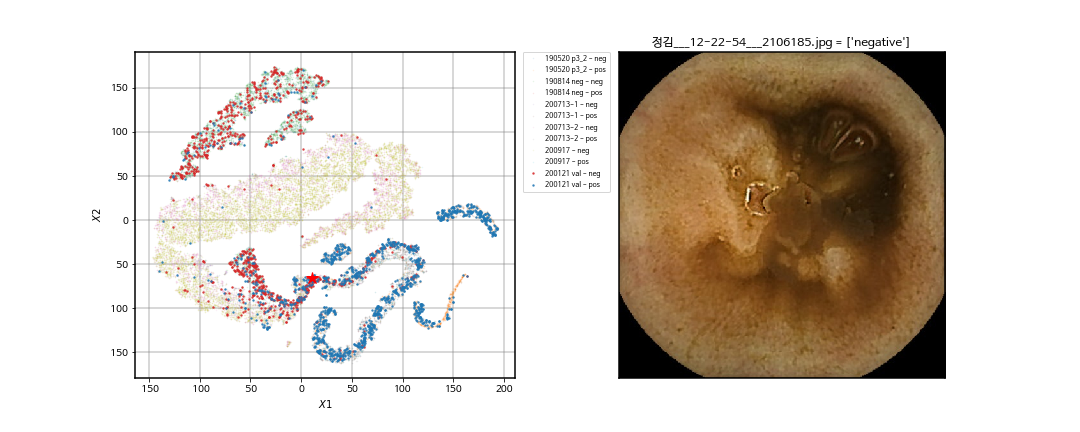 정김___12-22-54___2106185.jpg = ['negative']
190520 p3_2 - neg
190520 p3_2 - pos
190814 neg - neg
190814 neg - pos
200713-1 - neg
200713-1 - pos
200713-2 - neg
200713-2 - pos
200917 - neg
200917 - pos
200121 val - neg
200121 val - pos
X2
150
100
50
0
50
100
150
150 100 50 0 50 100 150 200
X1